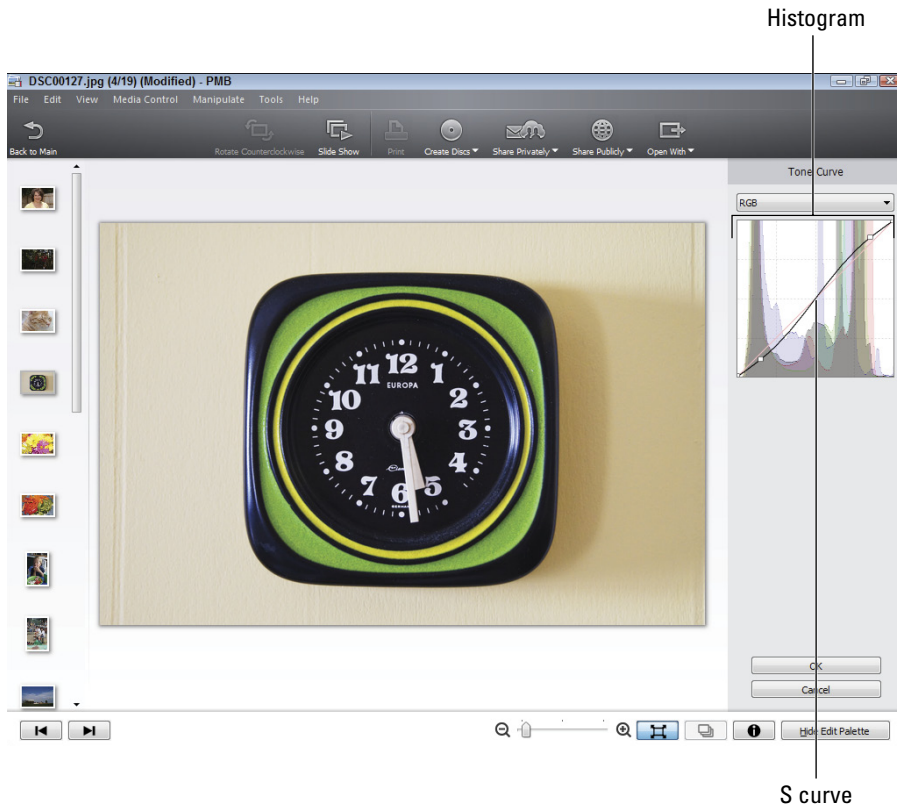 Histogram
DSC00127.jpg (4/19) (Modified) - PMB
File Edit View Media Control Manipulate Tools Help
Back to Main Rotate Counterclockwise Slide Show Print Create Discs Share Privately Share Publicly Open With
Tone Curve
RGB
12
11 1
EUROPA
10 2
9 3
8 4
7 6 5
OK
Cancel
Hide Edit Palette
S curve